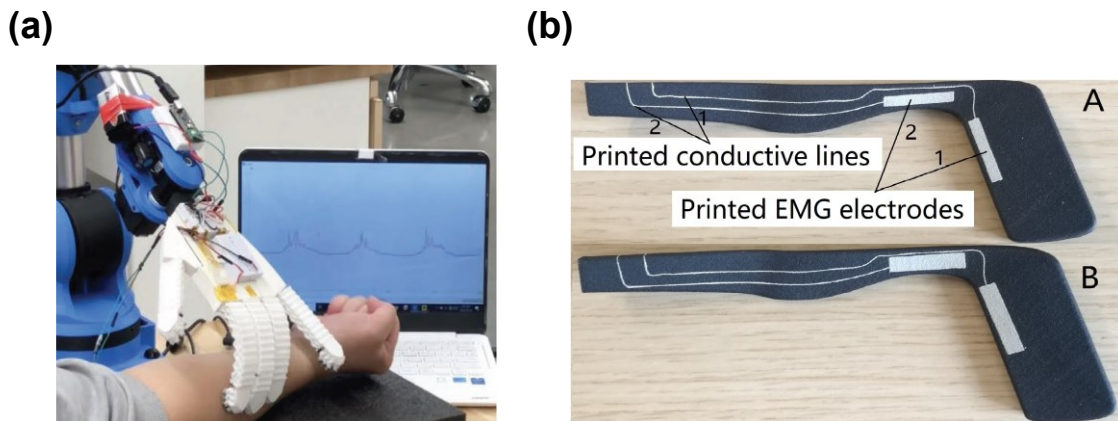 (a)
(b)
A
1
2
Printed conductive lines
2
1
Printed EMG electrodes
B